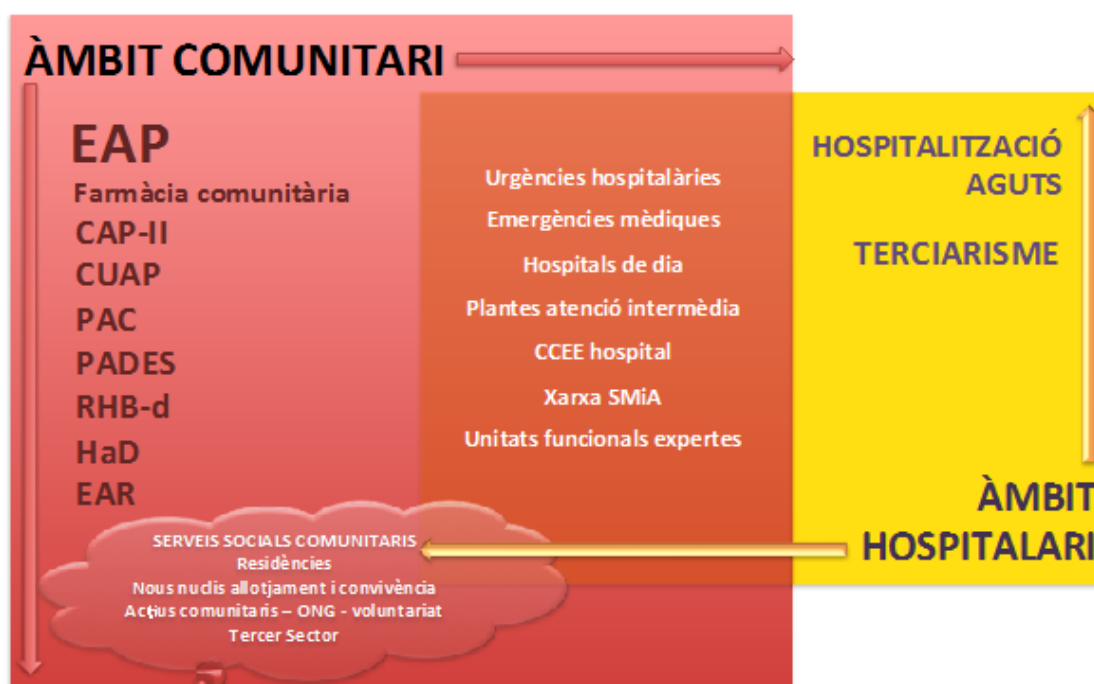 ÀMBIT COMUNITARI
EAP
Farmàcia comunitària
CAP-II
CUAP
PAC
PADES
RHB-d
HaD
EAR
Urgències hospitalàries
Emergències mèdiques
Hospitals de dia
Plantes atenció intermèdia
CCEE hospital
Xarxa SMiA
Unitats funcionals expertes
HOSPITALITZACIÓ
AGUTS
TERCIARISME
ÀMBIT
HOSPITALARI
SERVEIS SOCIALS COMUNITARIS
Residències
Nous nuclis allotjament i convivència
Actius comunitaris – ONG - voluntariat
Tercer Sector